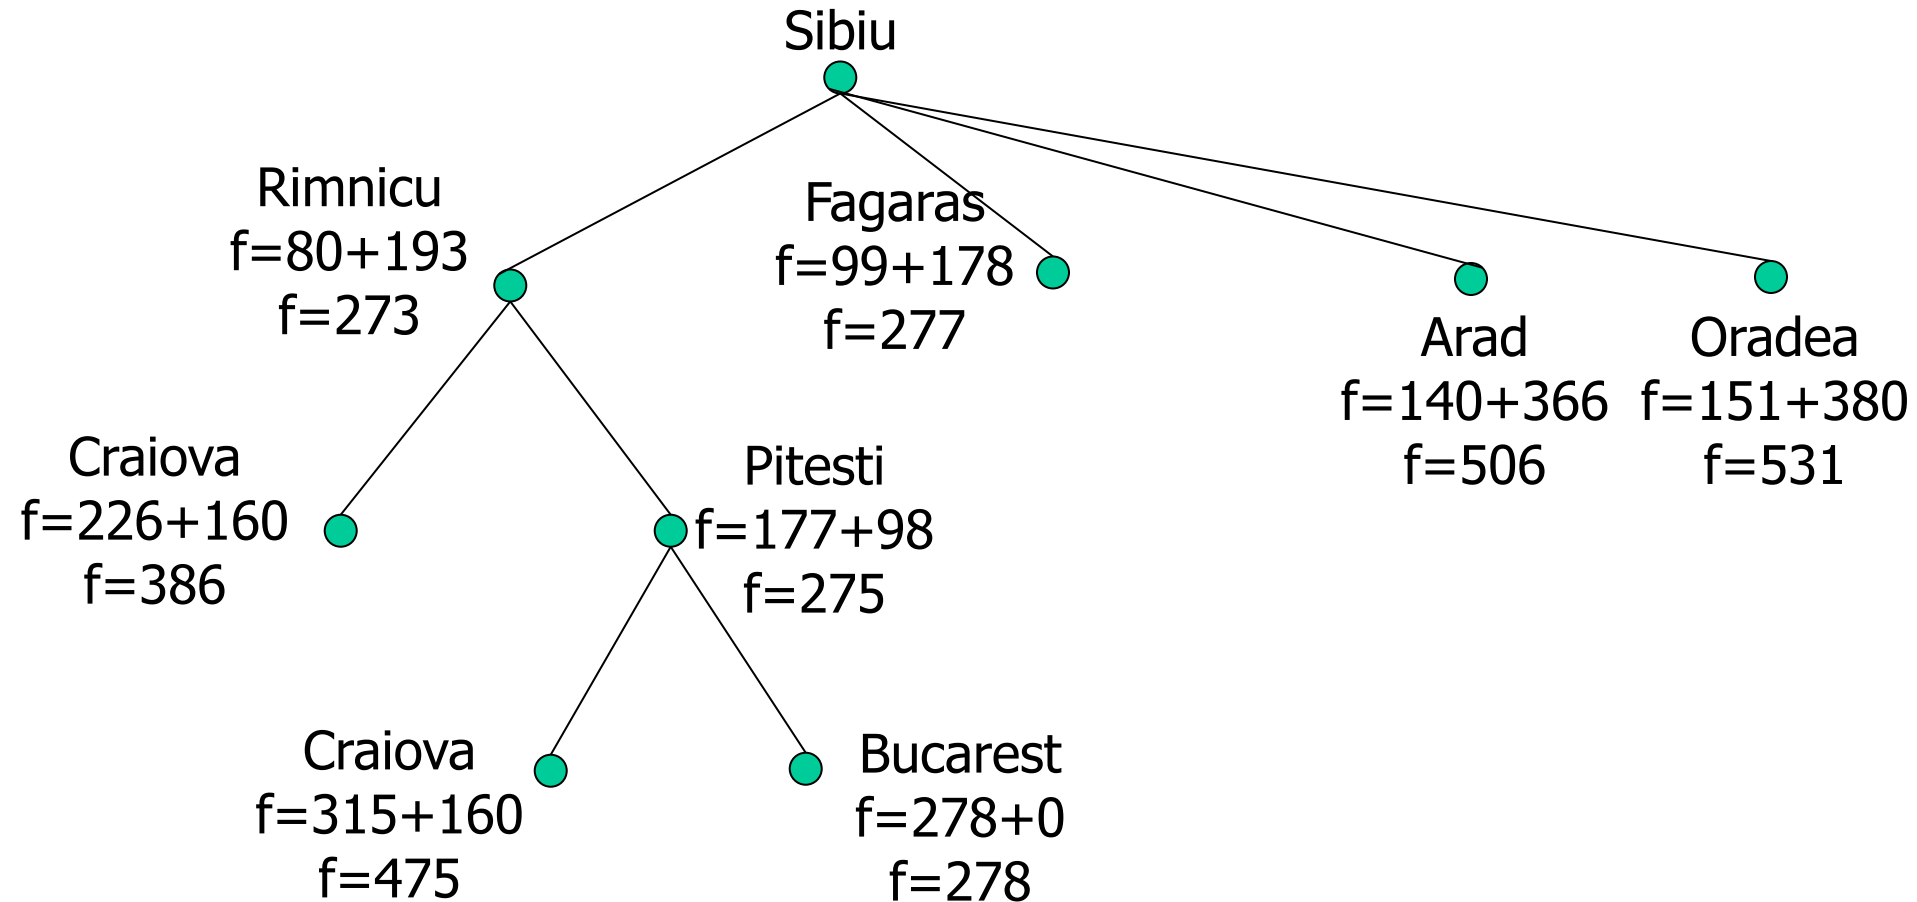 Sibiu
Rimnicu
f=80+193
f=273
Fagaras
f=99+178
f=277
Arad
f=140+366
f=506
Oradea
f=151+380
f=531
Craiova
f=226+160
f=386
Pitesti
f=177+98
f=275
Craiova
f=315+160
f=475
Bucarest
f=278+0
f=278